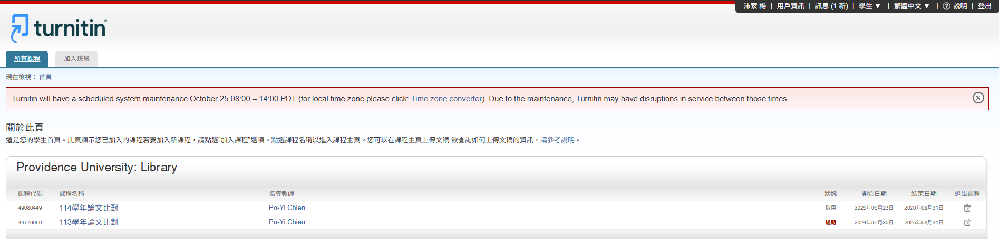 沛家 楊 | 用戶資訊 | 訊息 (1 新) | 學生 ▼ | 繁體中文 ▼ | ? 説明 | 登出
turnitin™
所有課程 加入班級
現在檢視： 首頁
Turnitin will have a scheduled system maintenance October 25 08:00 – 14:00 PDT (for local time zone please click: Time zone converter). Due to the maintenance, Turnitin may have disruptions in service between those times.
關於此頁
這是您的學生首頁。此頁顯示您已加入的課程若要加入新課程，請點選"加入課程"選項。點選課程名稱以進入課程主頁。您可以在課程主頁上傳文稿 欲查詢如何上傳文稿的資訊，請參考說明。
Providence University: Library
課程代碼 課程名稱 指導教師 狀態 開始日期 結束日期 退出課程
49080449 114學年論文比對 Po-Yi Chien 啟用 2025年06月23日 2026年08月31日
44776059 113學年論文比對 Po-Yi Chien 過期 2024年07月30日 2025年08月31日